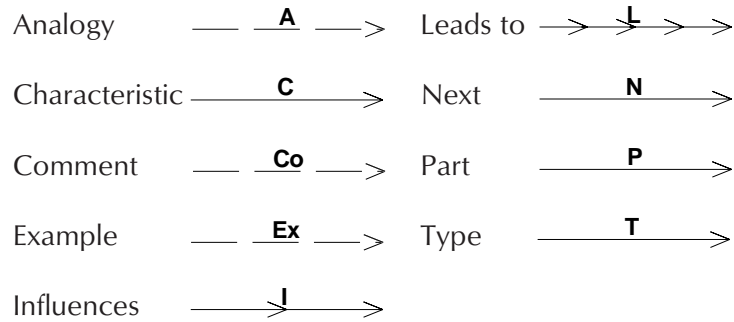 Analogy A Leads to L
Characteristic C Next N
Comment Co Part P
Example Ex Type T
Influences I